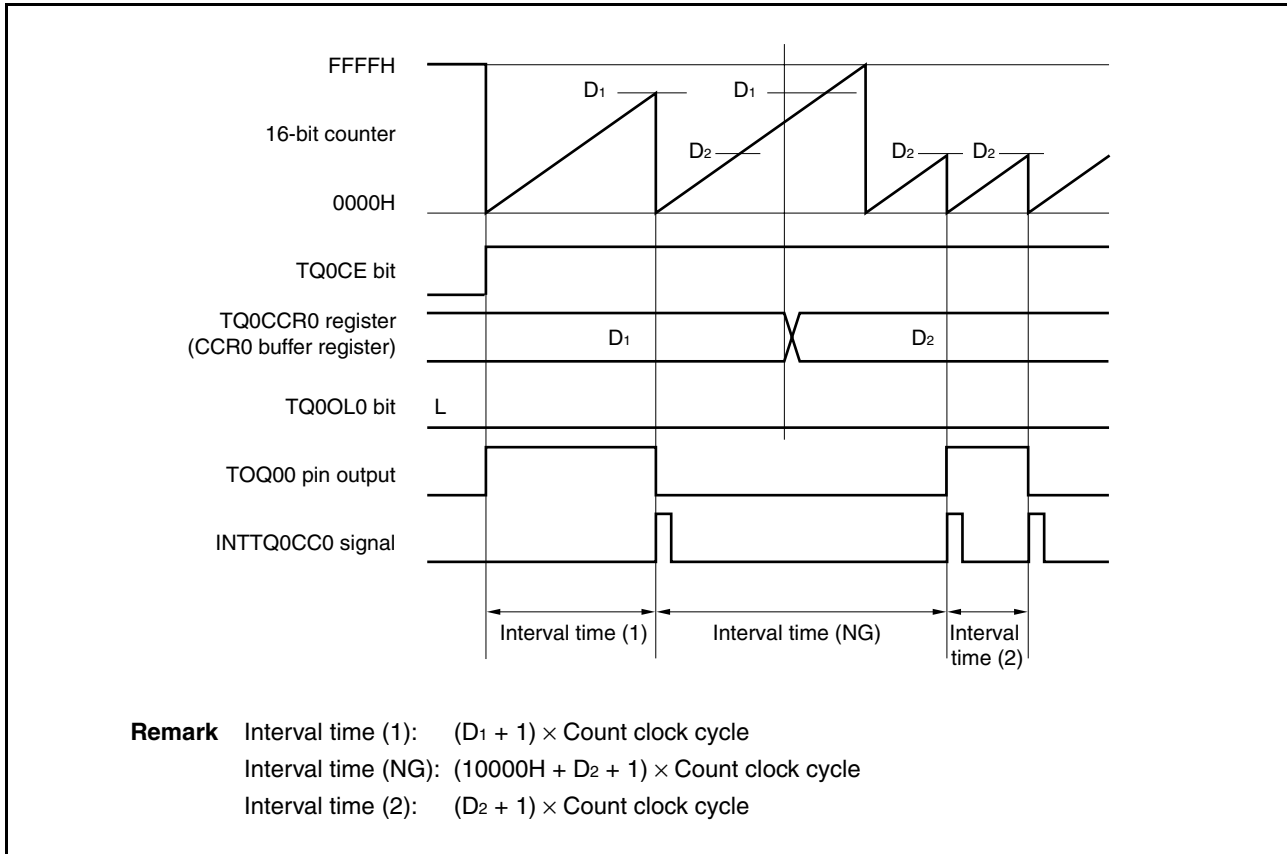 FFFFH
D1
D1
16-bit counter
D2
D2
D2
0000H
TQ0CE bit
TQ0CCR0 register
(CCR0 buffer register)
D1
D2
TQ0OL0 bit
L
TOQ00 pin output
INTTQ0CC0 signal
Interval time (1)
Interval time (NG)
Interval
time (2)
Remark Interval time (1): (D1 + 1) × Count clock cycle
Interval time (NG): (10000H + D2 + 1) × Count clock cycle
Interval time (2): (D2 + 1) × Count clock cycle